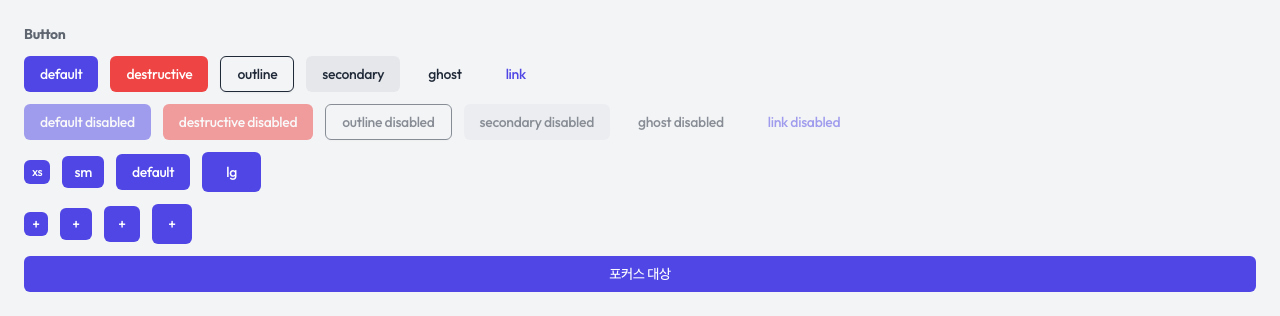 Button
default destructive outline secondary ghost link
default disabled destructive disabled outline disabled secondary disabled ghost disabled link disabled
xs sm default lg
+ + + +
포커스 대상